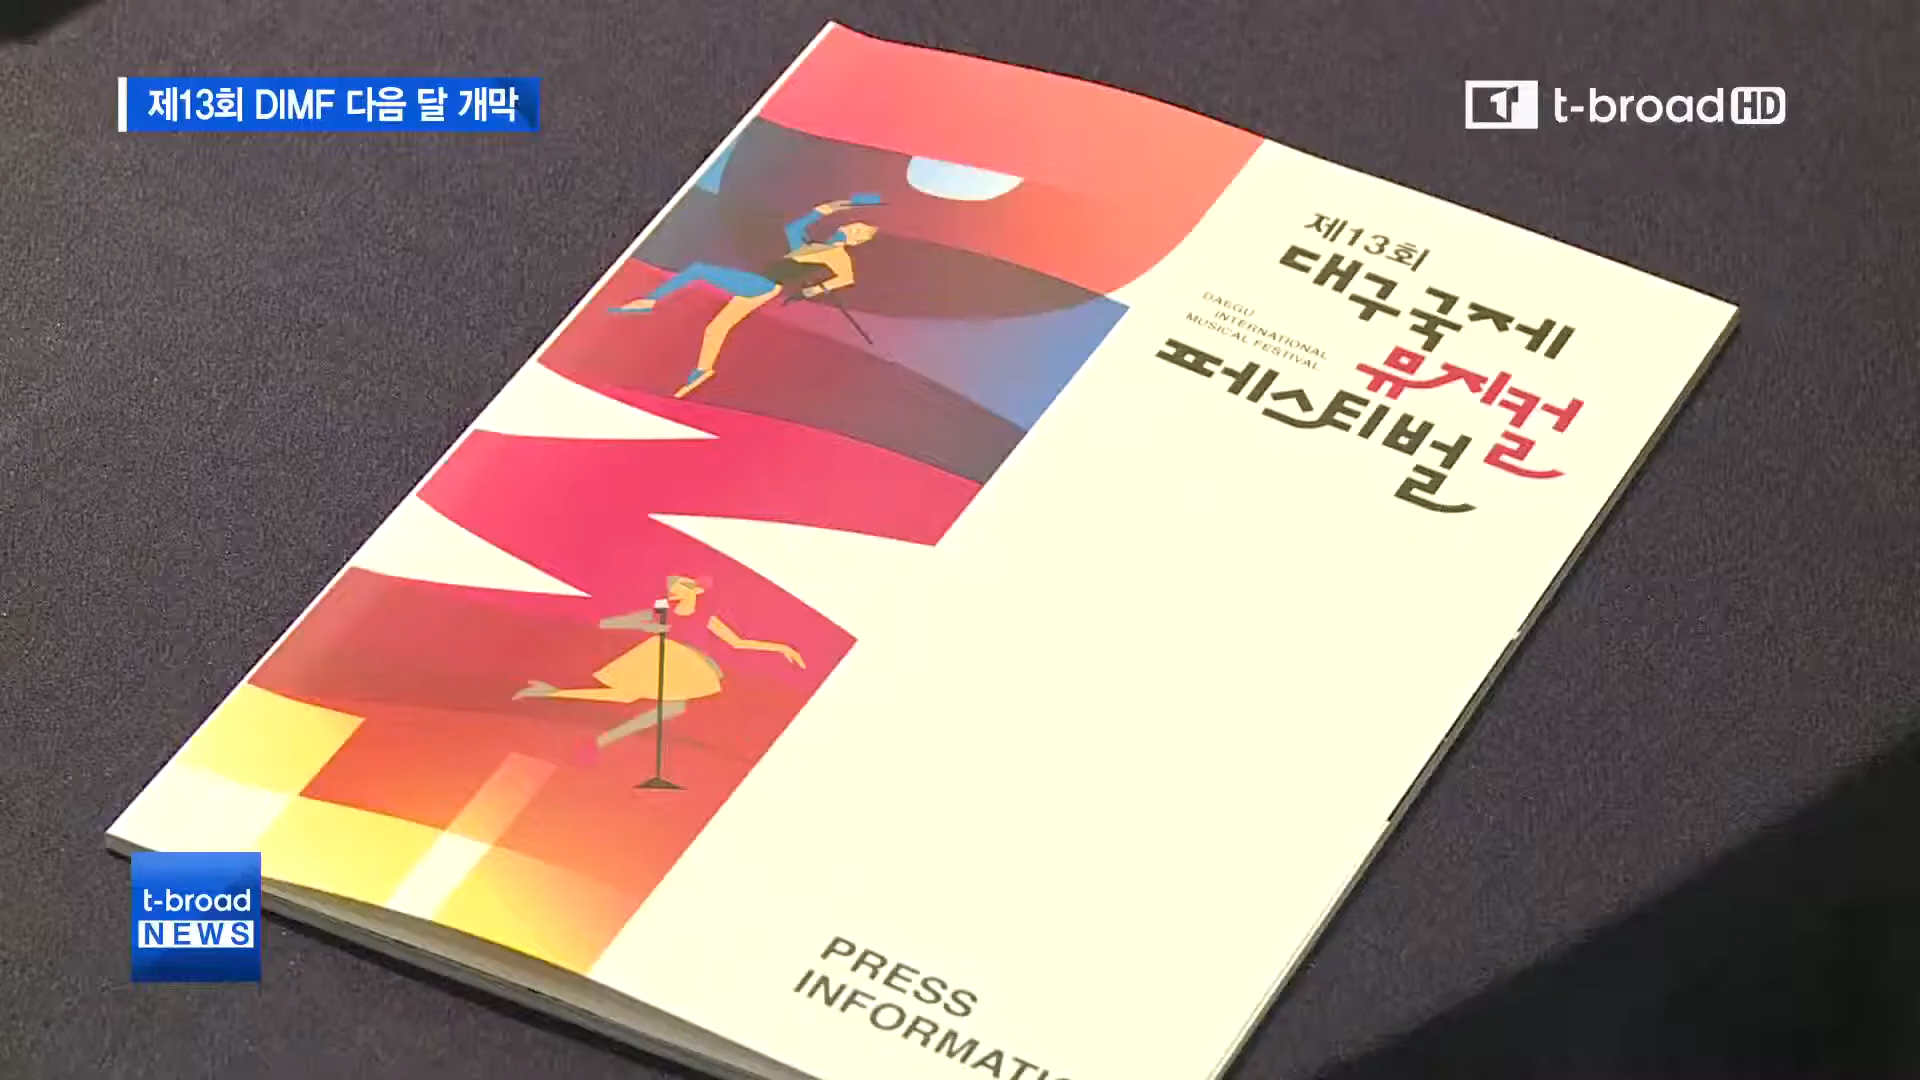 제13회 DIMF 다음 달 개막
t-broad HD
제13회
대구국제
DAEGU
INTERNATIONAL
MUSICAL FESTIVAL
뮤지컬
페스티벌
t-broad
NEWS
PRESS
INFORMATIO